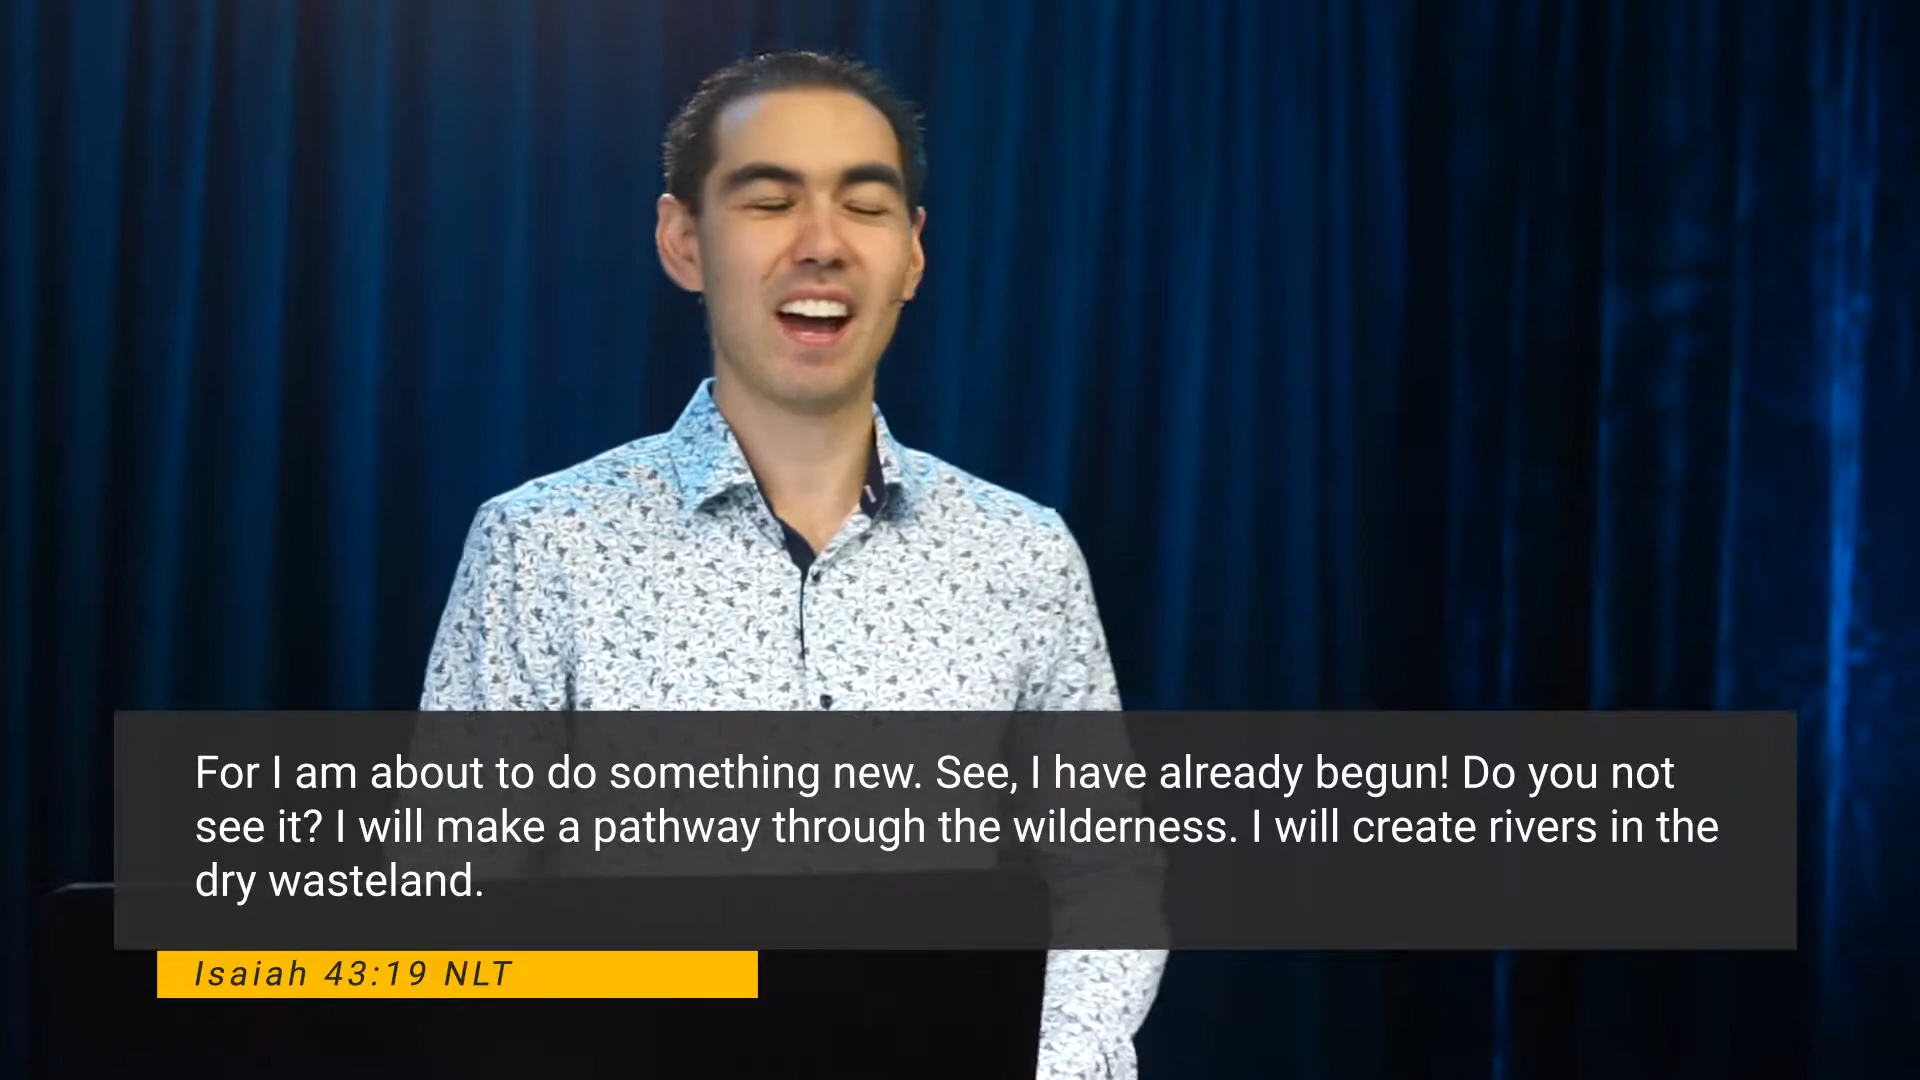 For I am about to do something new. See, I have already begun! Do you not
see it? I will make a pathway through the wilderness. I will create rivers in the
dry wasteland.
Isaiah 43:19 NLT